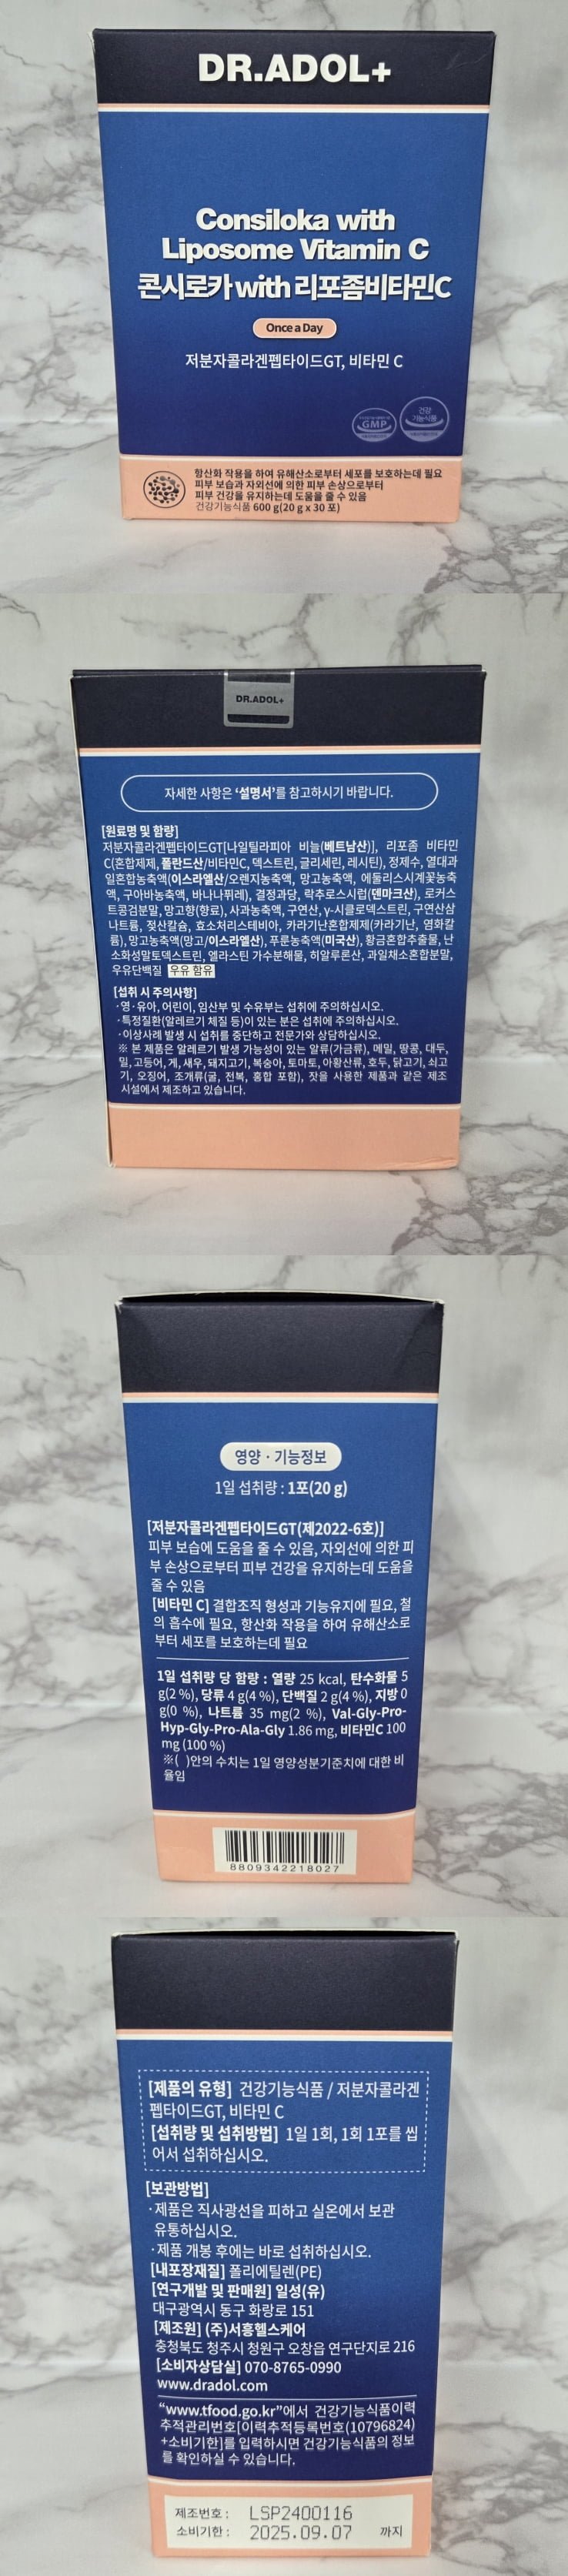 DR.ADOL+
Consiloka with
Liposome Vitamin C
콘시로카 with 리포좀비타민C
Once a Day
저분자콜라겐펩타이드GT, 비타민 C
GMP
건강
기능식품
항산화 작용을 하여 유해산소로부터 세포를 보호하는데 필요
피부 보습과 자외선에 의한 피부 손상으로부터
피부 건강을 유지하는데 도움을 줄 수 있음
건강기능식품 600 g(20 g x 30 포)
DR.ADOL+
자세한 사항은 ‘설명서’를 참고하시기 바랍니다.
[원료명 및 함량]
저분자콜라겐펩타이드GT[나일틸라피아 비늘(베트남산)], 리포좀 비타민
C(혼합제제, 폴란드산/비타민C, 덱스트린, 글리세린, 레시틴), 정제수, 열대과
일혼합농축액(이스라엘산/오렌지농축액, 망고농축액, 에둘리스시계꽃농축
액, 구아바농축액, 바나나퓌레), 결정과당, 락추로스시럽(덴마크산), 로커스
트콩검분말, 망고향(향료), 사과농축액, 구연산, γ-시클로덱스트린, 구연산삼
나트륨, 젖산칼슘, 효소처리스테비아, 카라기난혼합제제(카라기난, 염화칼
륨), 망고농축액(망고/이스라엘산), 푸룬농축액(미국산), 황금혼합추출물, 난
소화성말토덱스트린, 엘라스틴 가수분해물, 히알루론산, 과일채소혼합분말,
우유단백질 우유 함유
[섭취 시 주의사항]
·영·유아, 어린이, 임산부 및 수유부는 섭취에 주의하십시오.
·특정질환(알레르기 체질 등)이 있는 분은 섭취에 주의하십시오.
·이상사례 발생 시 섭취를 중단하고 전문가와 상담하십시오.
※ 본 제품은 알레르기 발생 가능성이 있는 알류(가금류), 메밀, 땅콩, 대두,
밀, 고등어, 게, 새우, 돼지고기, 복숭아, 토마토, 아황산류, 호두, 닭고기, 쇠고
기, 오징어, 조개류(굴, 전복, 홍합 포함), 잣을 사용한 제품과 같은 제조
시설에서 제조하고 있습니다.
영양 · 기능정보
1일 섭취량 : 1포(20 g)
[저분자콜라겐펩타이드GT(제2022-6호)]
피부 보습에 도움을 줄 수 있음, 자외선에 의한 피
부 손상으로부터 피부 건강을 유지하는데 도움을
줄 수 있음
[비타민 C] 결합조직 형성과 기능유지에 필요, 철
의 흡수에 필요, 항산화 작용을 하여 유해산소로
부터 세포를 보호하는데 필요
1일 섭취량 당 함량 : 열량 25 kcal, 탄수화물 5
g(2 %), 당류 4 g(4 %), 단백질 2 g(4 %), 지방 0
g(0 %), 나트륨 35 mg(2 %), Val-Gly-Pro-
Hyp-Gly-Pro-Ala-Gly 1.86 mg, 비타민C 100
mg (100 %)
※( )안의 수치는 1일 영양성분기준치에 대한 비
율임
8809342218027
[제품의 유형] 건강기능식품 / 저분자콜라겐
펩타이드GT, 비타민 C
[섭취량 및 섭취방법] 1일 1회, 1회 1포를 씹
어서 섭취하십시오.
[보관방법]
·제품은 직사광선을 피하고 실온에서 보관
유통하십시오.
·제품 개봉 후에는 바로 섭취하십시오.
[내포장재질] 폴리에틸렌(PE)
[연구개발 및 판매원] 일성(유)
대구광역시 동구 화랑로 151
[제조원] (주)서흥헬스케어
충청북도 청주시 청원구 오창읍 연구단지로 216
[소비자상담실] 070-8765-0990
www.dradol.com
“www.tfood.go.kr”에서 건강기능식품이력
추적관리번호[이력추적등록번호(10796824)
+소비기한]를 입력하시면 건강기능식품의 정보
를 확인하실 수 있습니다.
제조번호 : LSP2400116
소비기한 : 2025.09.07 까지